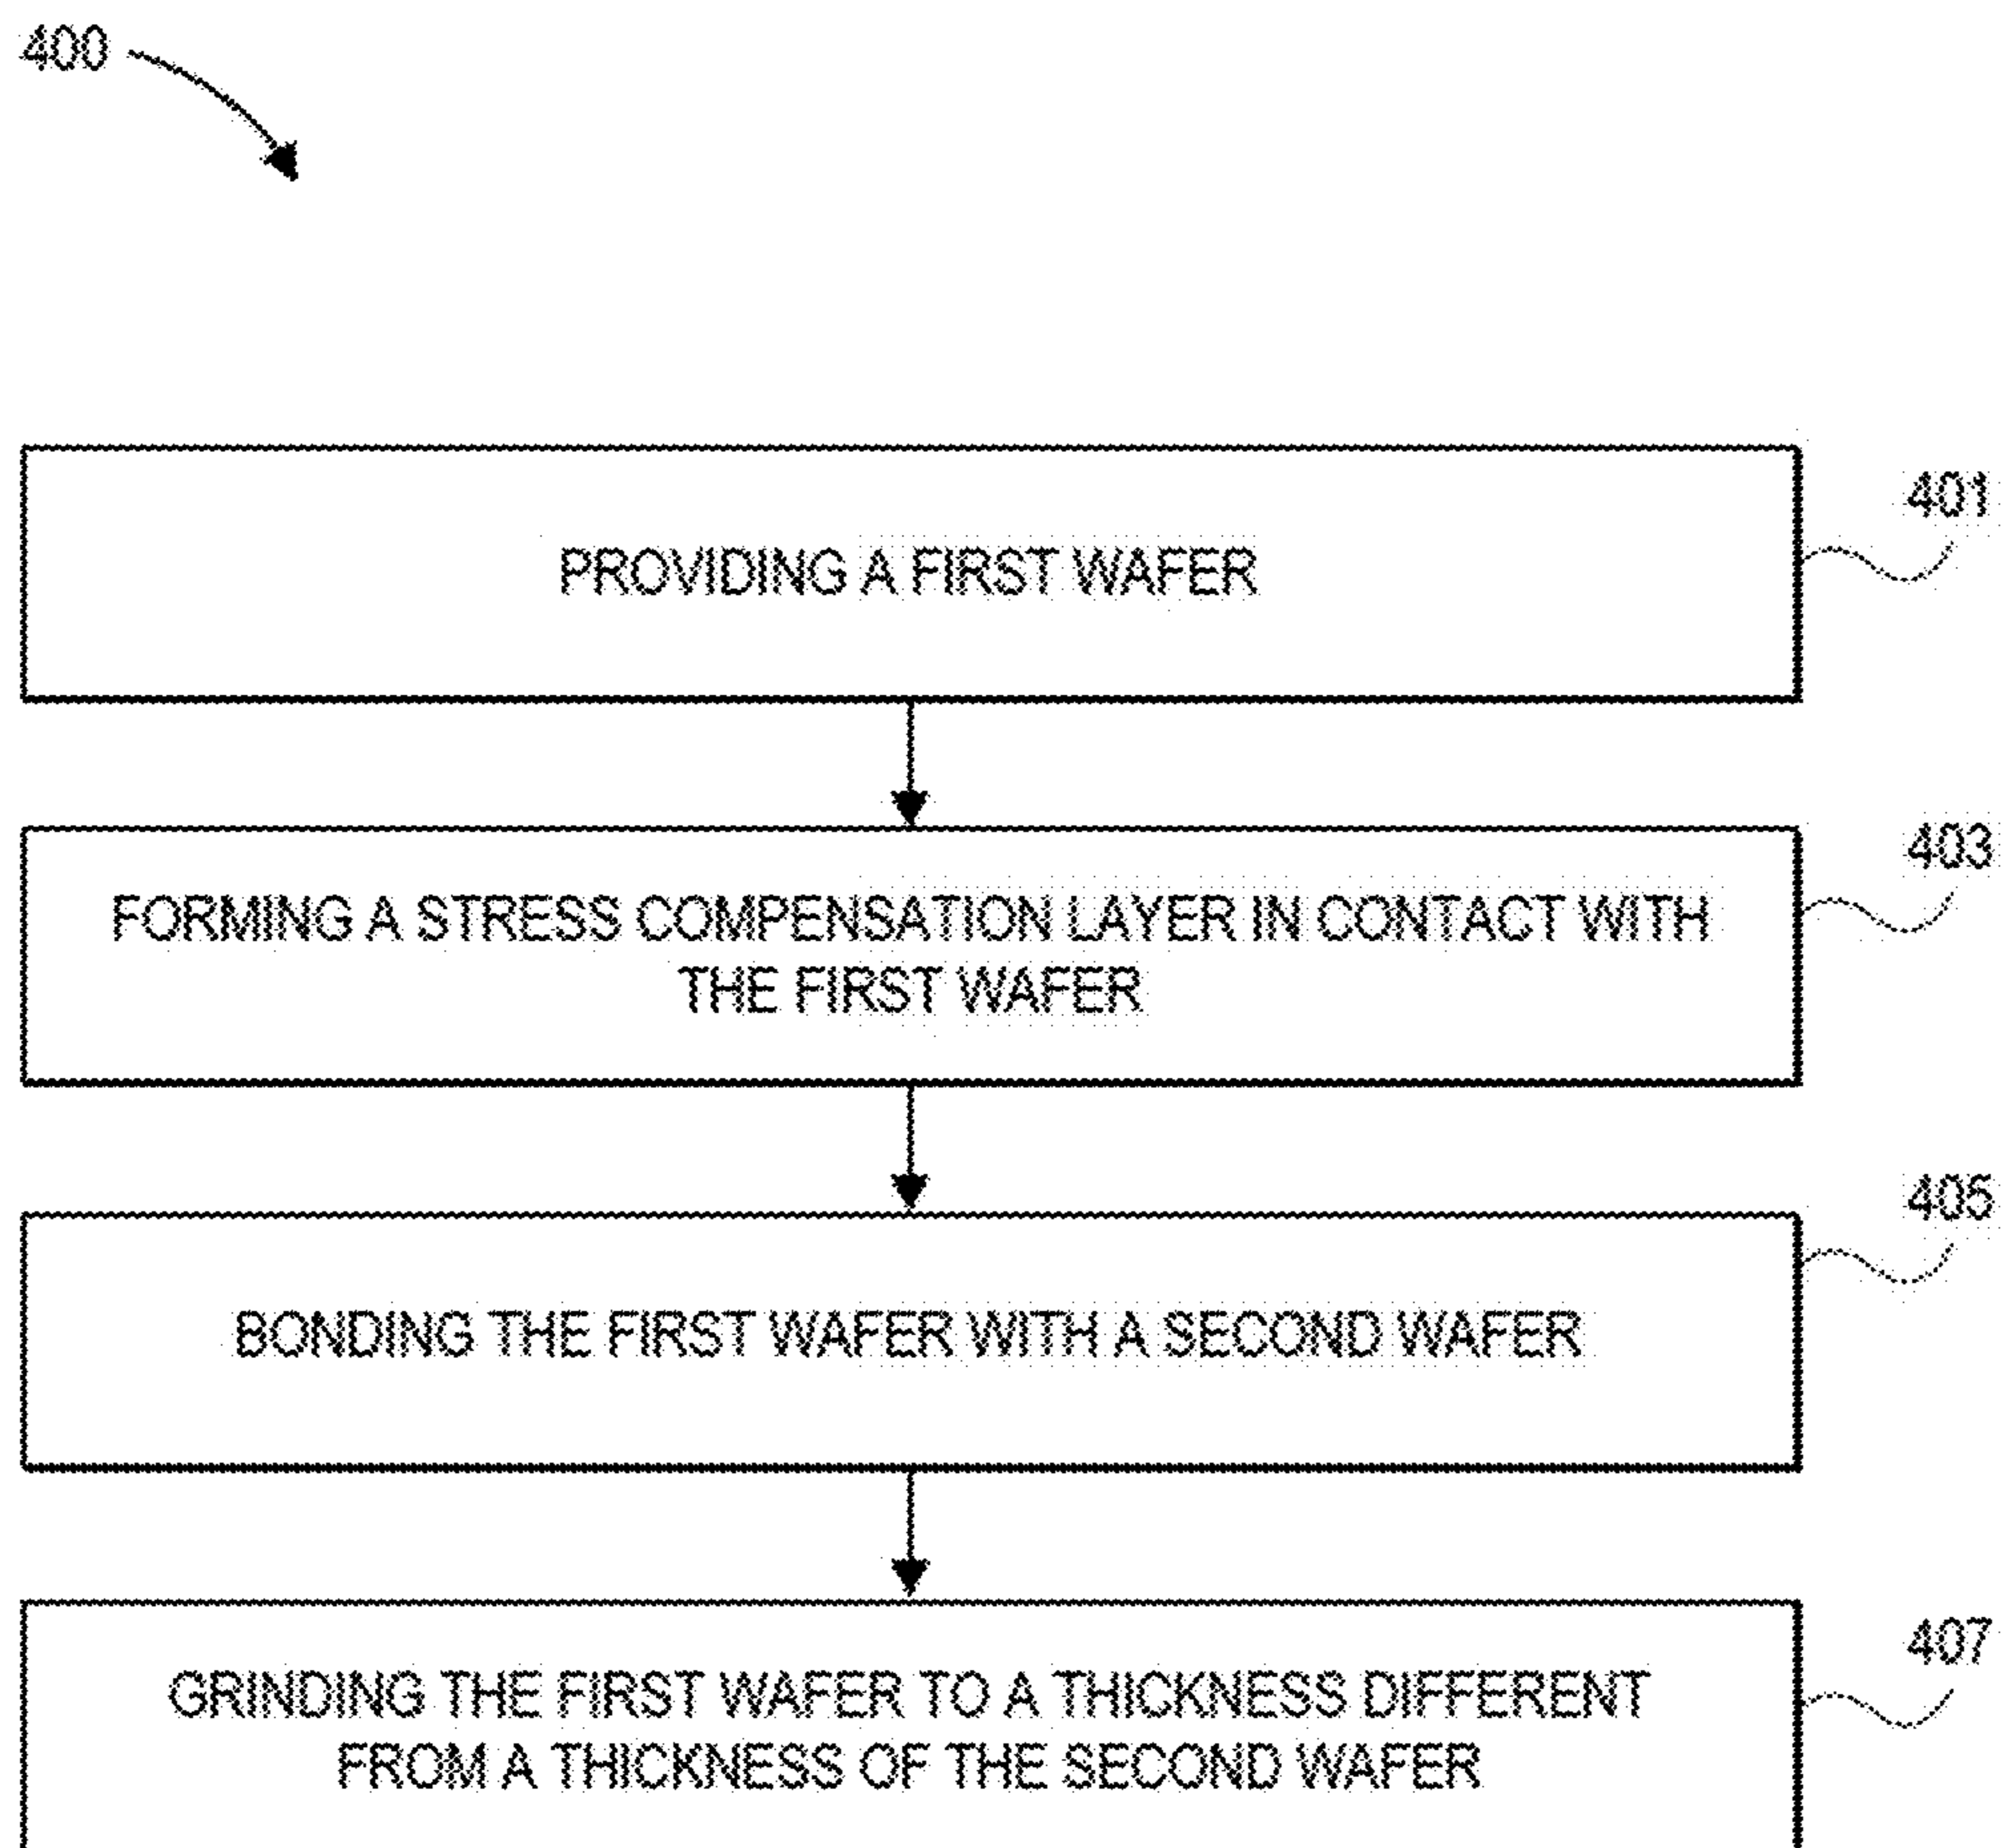 400
PROVIDING A FIRST WAFER
401
FORMING A STRESS COMPENSATION LAYER IN CONTACT WITH
THE FIRST WAFER
403
BONDING THE FIRST WAFER WITH A SECOND WAFER
405
GRINDING THE FIRST WAFER TO A THICKNESS DIFFERENT
FROM A THICKNESS OF THE SECOND WAFER
407